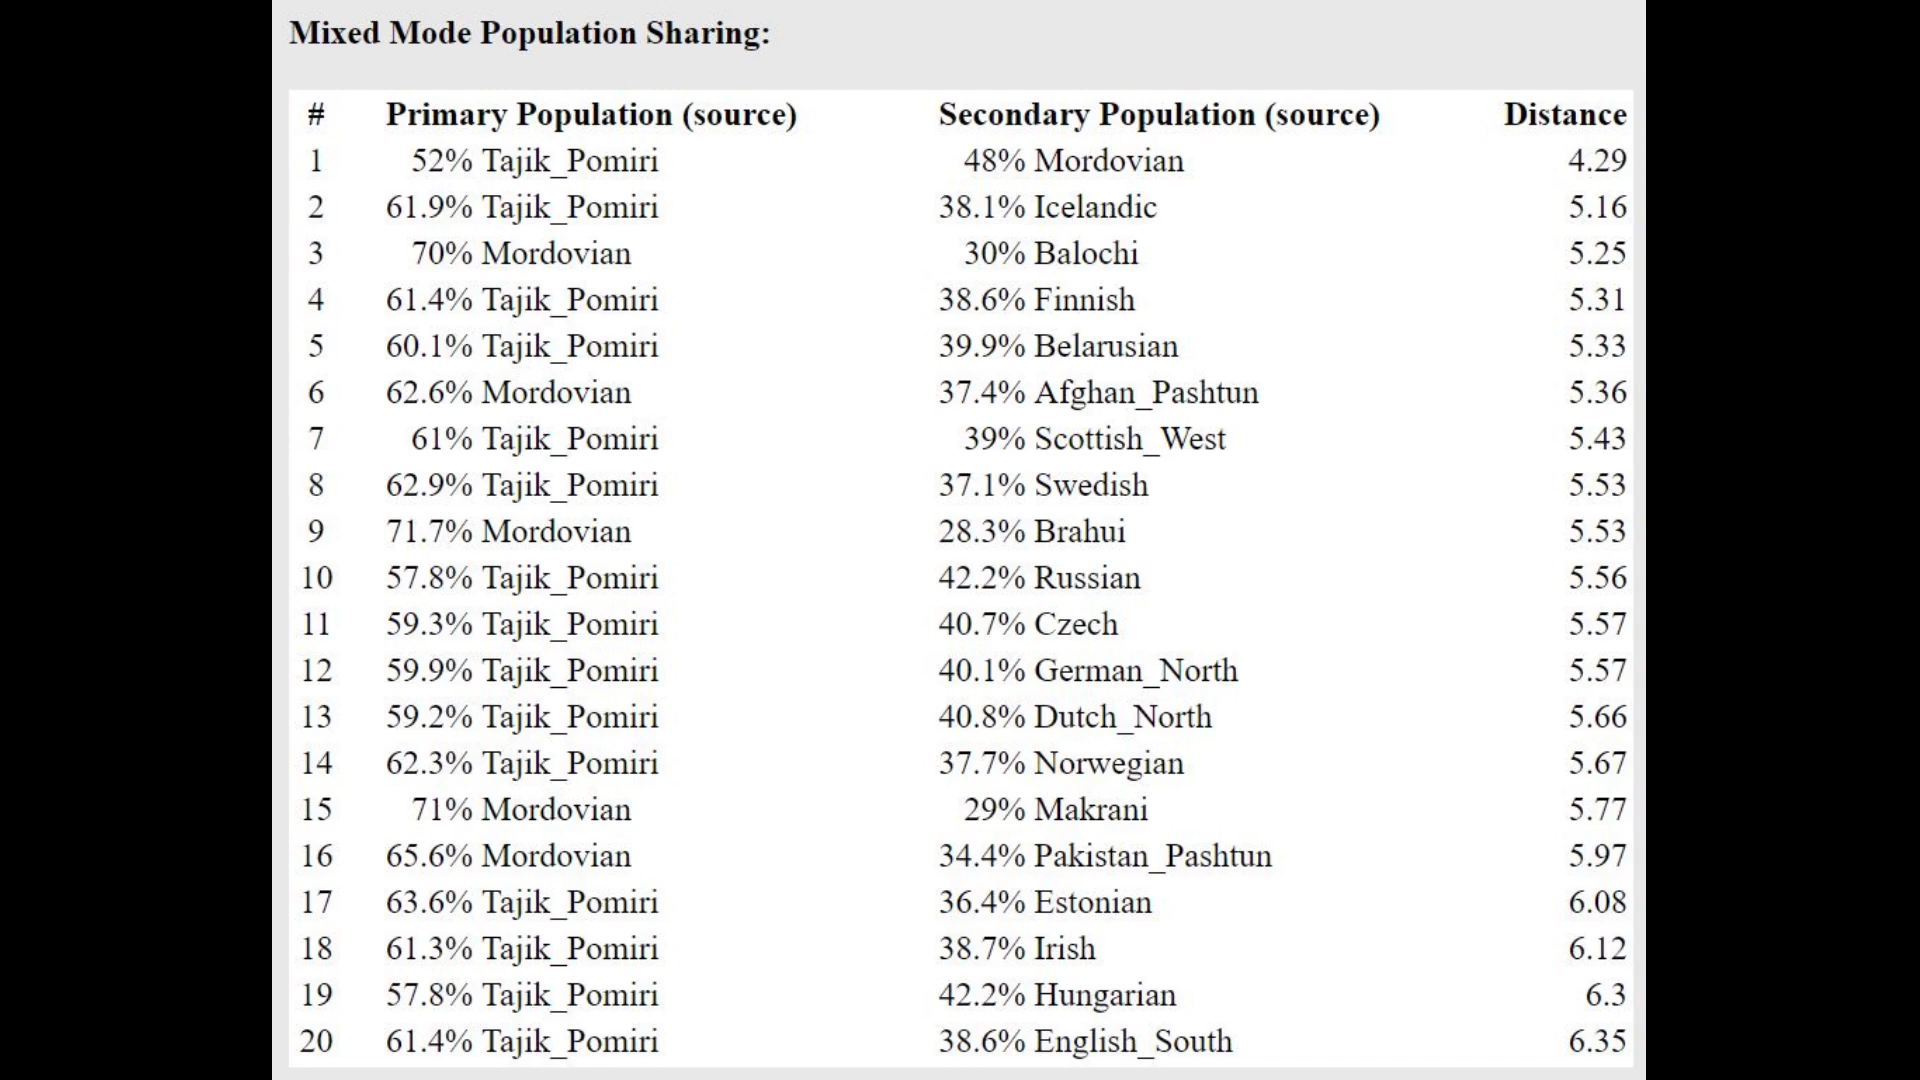 Mixed Mode Population Sharing:
# Primary Population (source) Secondary Population (source) Distance
1 52% Tajik_Pomiri 48% Mordovian 4.29
2 61.9% Tajik_Pomiri 38.1% Icelandic 5.16
3 70% Mordovian 30% Balochi 5.25
4 61.4% Tajik_Pomiri 38.6% Finnish 5.31
5 60.1% Tajik_Pomiri 39.9% Belarusian 5.33
6 62.6% Mordovian 37.4% Afghan_Pashtun 5.36
7 61% Tajik_Pomiri 39% Scottish_West 5.43
8 62.9% Tajik_Pomiri 37.1% Swedish 5.53
9 71.7% Mordovian 28.3% Brahui 5.53
10 57.8% Tajik_Pomiri 42.2% Russian 5.56
11 59.3% Tajik_Pomiri 40.7% Czech 5.57
12 59.9% Tajik_Pomiri 40.1% German_North 5.57
13 59.2% Tajik_Pomiri 40.8% Dutch_North 5.66
14 62.3% Tajik_Pomiri 37.7% Norwegian 5.67
15 71% Mordovian 29% Makrani 5.77
16 65.6% Mordovian 34.4% Pakistan_Pashtun 5.97
17 63.6% Tajik_Pomiri 36.4% Estonian 6.08
18 61.3% Tajik_Pomiri 38.7% Irish 6.12
19 57.8% Tajik_Pomiri 42.2% Hungarian 6.3
20 61.4% Tajik_Pomiri 38.6% English_South 6.35